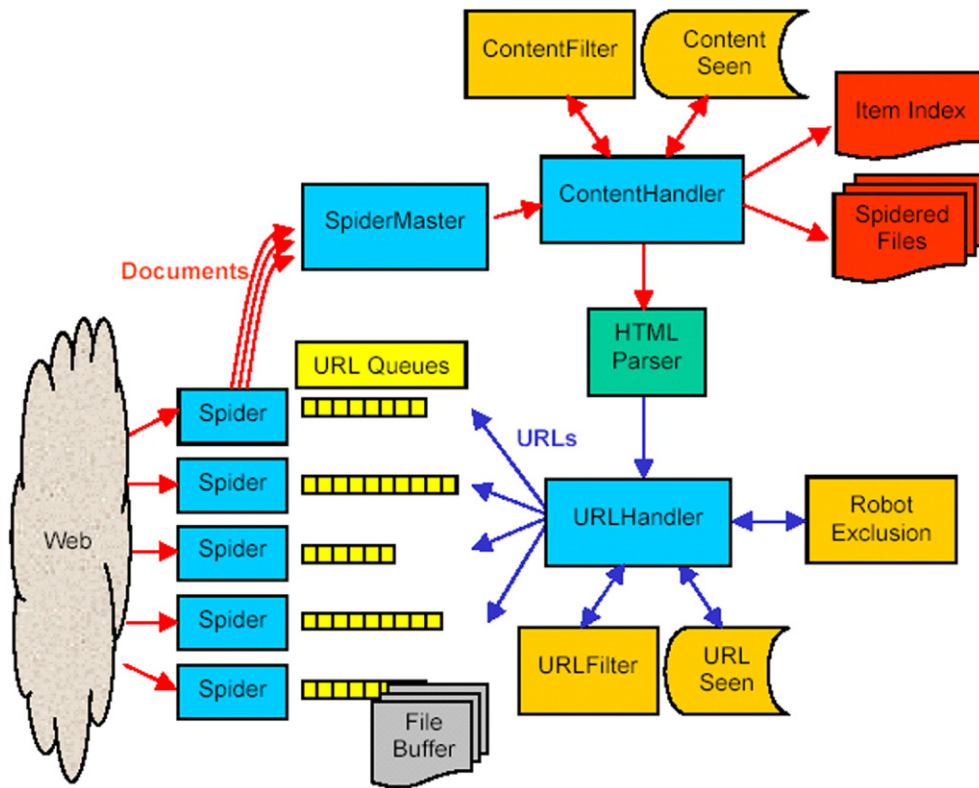 ContentFilter
Content
Seen
Item Index
SpiderMaster
ContentHandler
Spidered
Files
Documents
HTML
Parser
URL Queues
Spider
URLs
Spider
URLHandler
Robot
Exclusion
Web
Spider
Spider
URLFilter
URL
Seen
Spider
File
Buffer